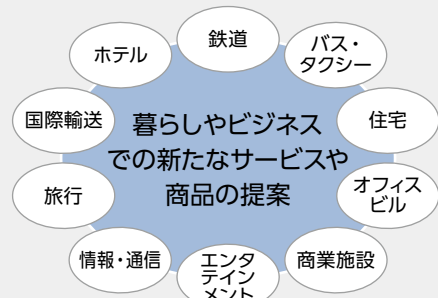 鉄道
バス・
タクシー
住宅
オフィス
ビル
商業施設
エンタ
テイン
メント
情報・通信
旅行
国際輸送
ホテル
暮らしやビジネス
での新たなサービスや
商品の提案